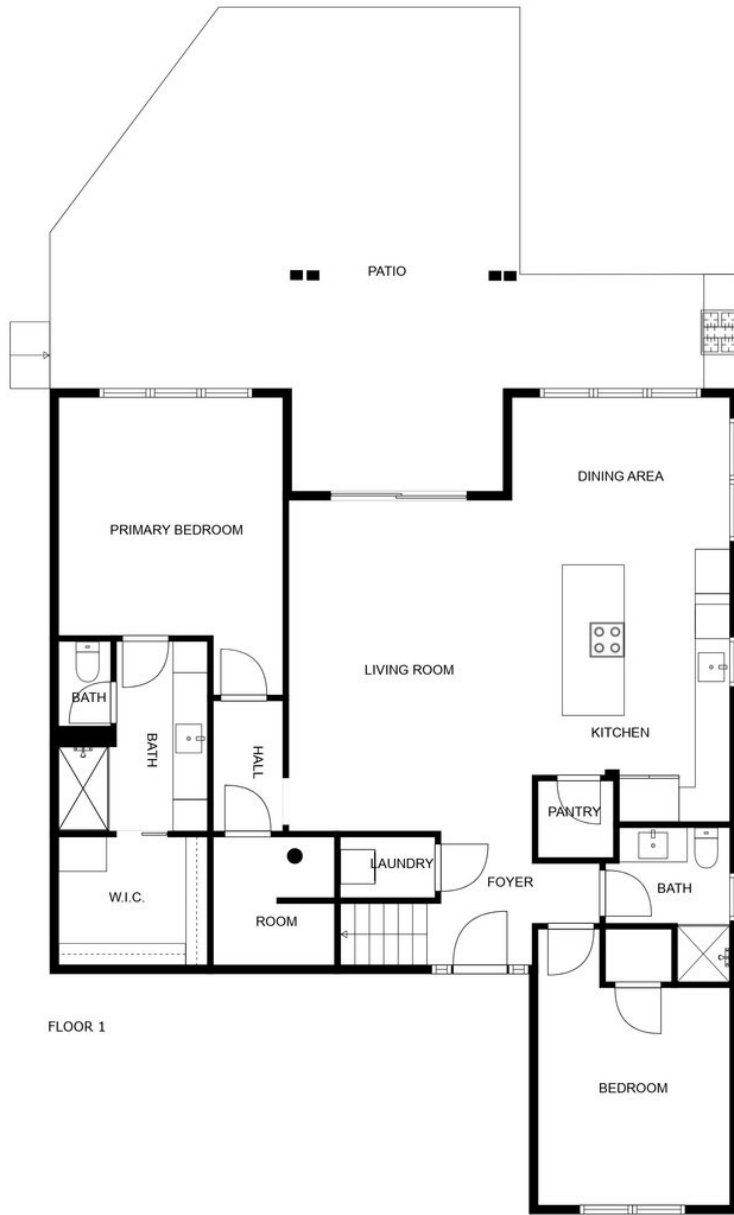 PATIO
DINING AREA
PRIMARY BEDROOM
LIVING ROOM
BATH
KITCHEN
BATH
HALL
PANTRY
LAUNDRY
FOYER
BATH
W.I.C.
ROOM
FLOOR 1
BEDROOM